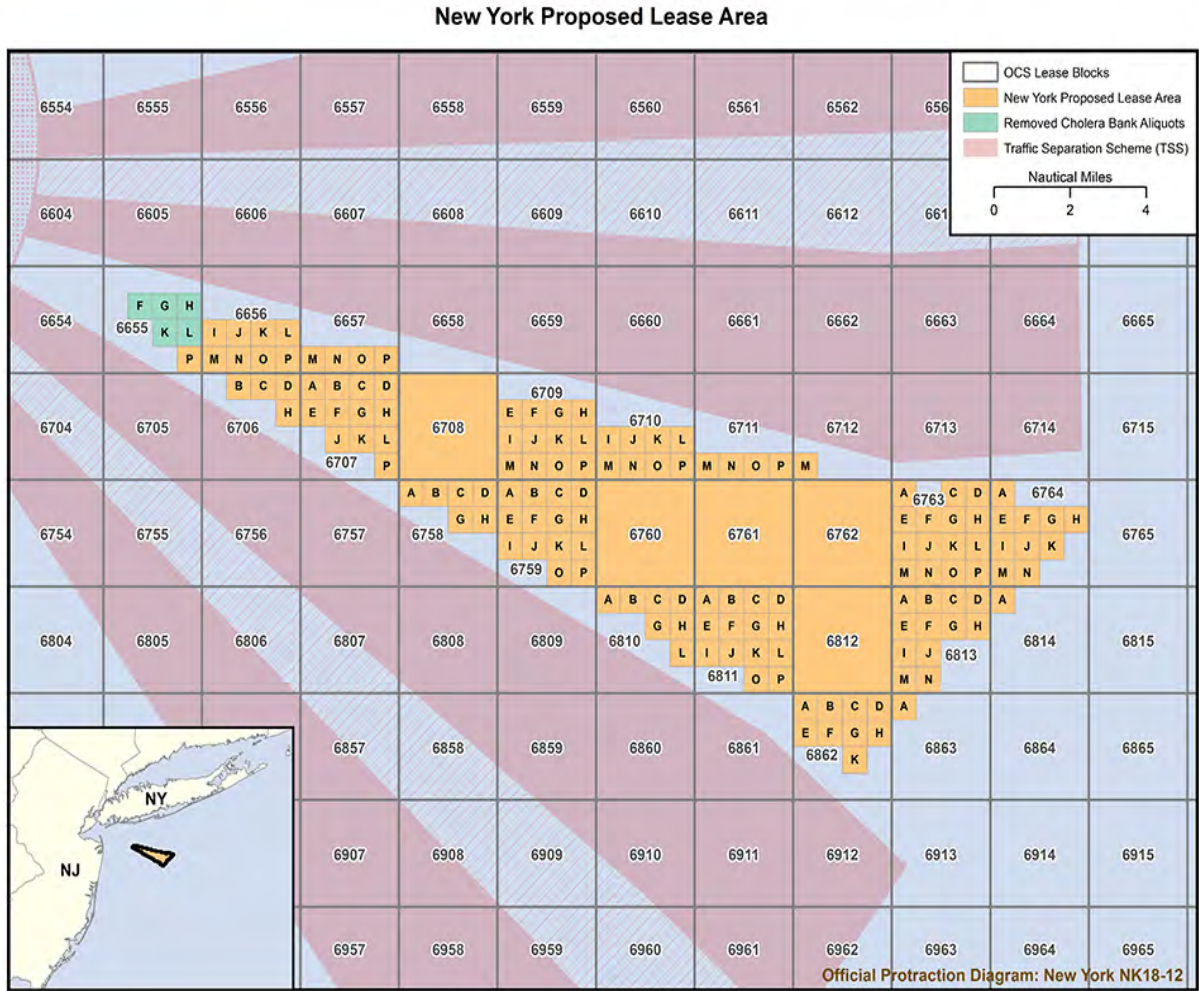 New York Proposed Lease Area
OCS Lease Blocks
New York Proposed Lease Area
Removed Cholera Bank Aliquots
Traffic Separation Scheme (TSS)
Nautical Miles
0 2 4
6554 6555 6556 6557 6558 6559 6560 6561 6562 656
6604 6605 6606 6607 6608 6609 6610 6611 6612 661
F G H
6654 6655 6656 6657 6658 6659 6660 6661 6662 6663 6664 6665
K L I J K L
P M N O P M N O P
B C D A B C D 6709
H E F G H E F G H
6704 6705 6706 6708 6710 6711 6712 6713 6714 6715
J K L I J K L I J K L
6707 P M N O P M N O P M N O P M
A B C D A B C D A 6763 C D A 6764
G H E F G H E F G H E F G H
6754 6755 6756 6757 6758 6760 6761 6762 6765
I J K L I J K L I J K
6759 O P M N O P M N
A B C D A B C D A B C D A
G H E F G H E F G H
6804 6805 6806 6807 6808 6809 6810 6812 6814 6815
L I J K L I J 6813
6811 O P M N
A B C D A
E F G H
6857 6858 6859 6860 6861 6862 6863 6864 6865
K
6907 6908 6909 6910 6911 6912 6913 6914 6915
6957 6958 6959 6960 6961 6962 6963 6964 6965
NY
NJ
Official Protraction Diagram: New York NK18-12